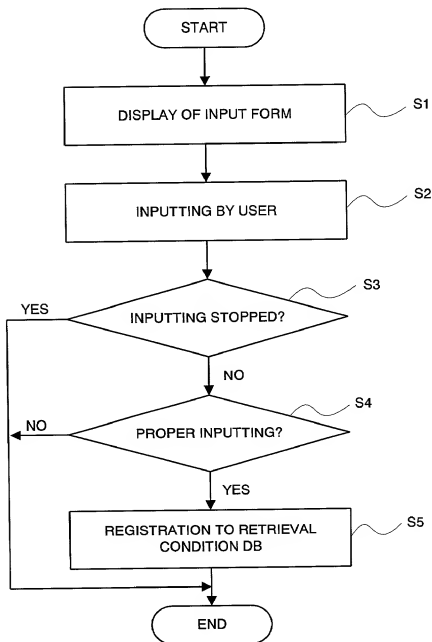 START
DISPLAY OF INPUT FORM
S1
INPUTTING BY USER
S2
S3
YES
INPUTTING STOPPED?
NO
S4
NO
PROPER INPUTTING?
YES
REGISTRATION TO RETRIEVAL
CONDITION DB
S5
END